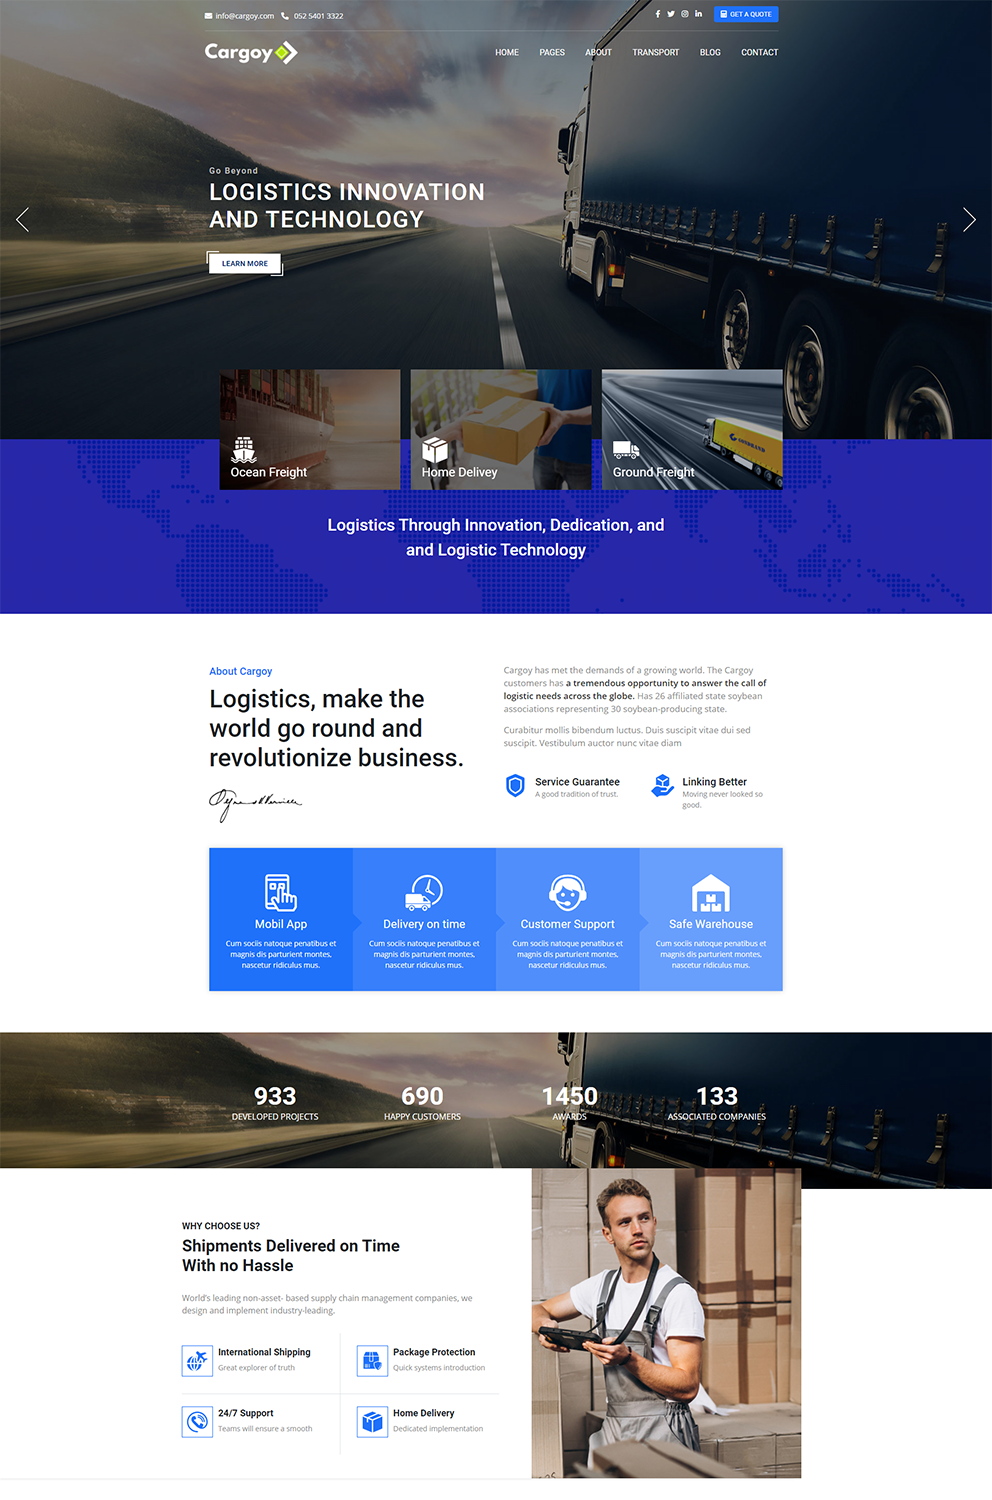 info@cargoy.com 052 5401 3322
GET A QUOTE
Cargoy
HOME PAGES ABOUT TRANSPORT BLOG CONTACT
Go Beyond
LOGISTICS INNOVATION
AND TECHNOLOGY
LEARN MORE
Ocean Freight
Home Delivey
Ground Freight
Logistics Through Innovation, Dedication, and
and Logistic Technology
About Cargoy
Logistics, make the
world go round and
revolutionize business.
Cargoy has met the demands of a growing world. The Cargoy
customers has a tremendous opportunity to answer the call of
logistic needs across the globe. Has 26 affiliated state soybean
associations representing 30 soybean-producing state.
Curabitur mollis bibendum luctus. Duis suscipit vitae dui sed
suscipit. Vestibulum auctor nunc vitae diam
Service Guarantee
A good tradition of trust.
Linking Better
Moving never looked so
good.
Mobil App
Cum sociis natoque penatibus et
magnis dis parturient montes,
nascetur ridiculus mus.
Delivery on time
Cum sociis natoque penatibus et
magnis dis parturient montes,
nascetur ridiculus mus.
Customer Support
Cum sociis natoque penatibus et
magnis dis parturient montes,
nascetur ridiculus mus.
Safe Warehouse
Cum sociis natoque penatibus et
magnis dis parturient montes,
nascetur ridiculus mus.
933
DEVELOPED PROJECTS
690
HAPPY CUSTOMERS
1450
AWARDS
133
ASSOCIATED COMPANIES
WHY CHOOSE US?
Shipments Delivered on Time
With no Hassle
World's leading non-asset- based supply chain management companies, we
design and implement industry-leading.
International Shipping
Great explorer of truth
Package Protection
Quick systems introduction
24/7 Support
Teams will ensure a smooth
Home Delivery
Dedicated implementation